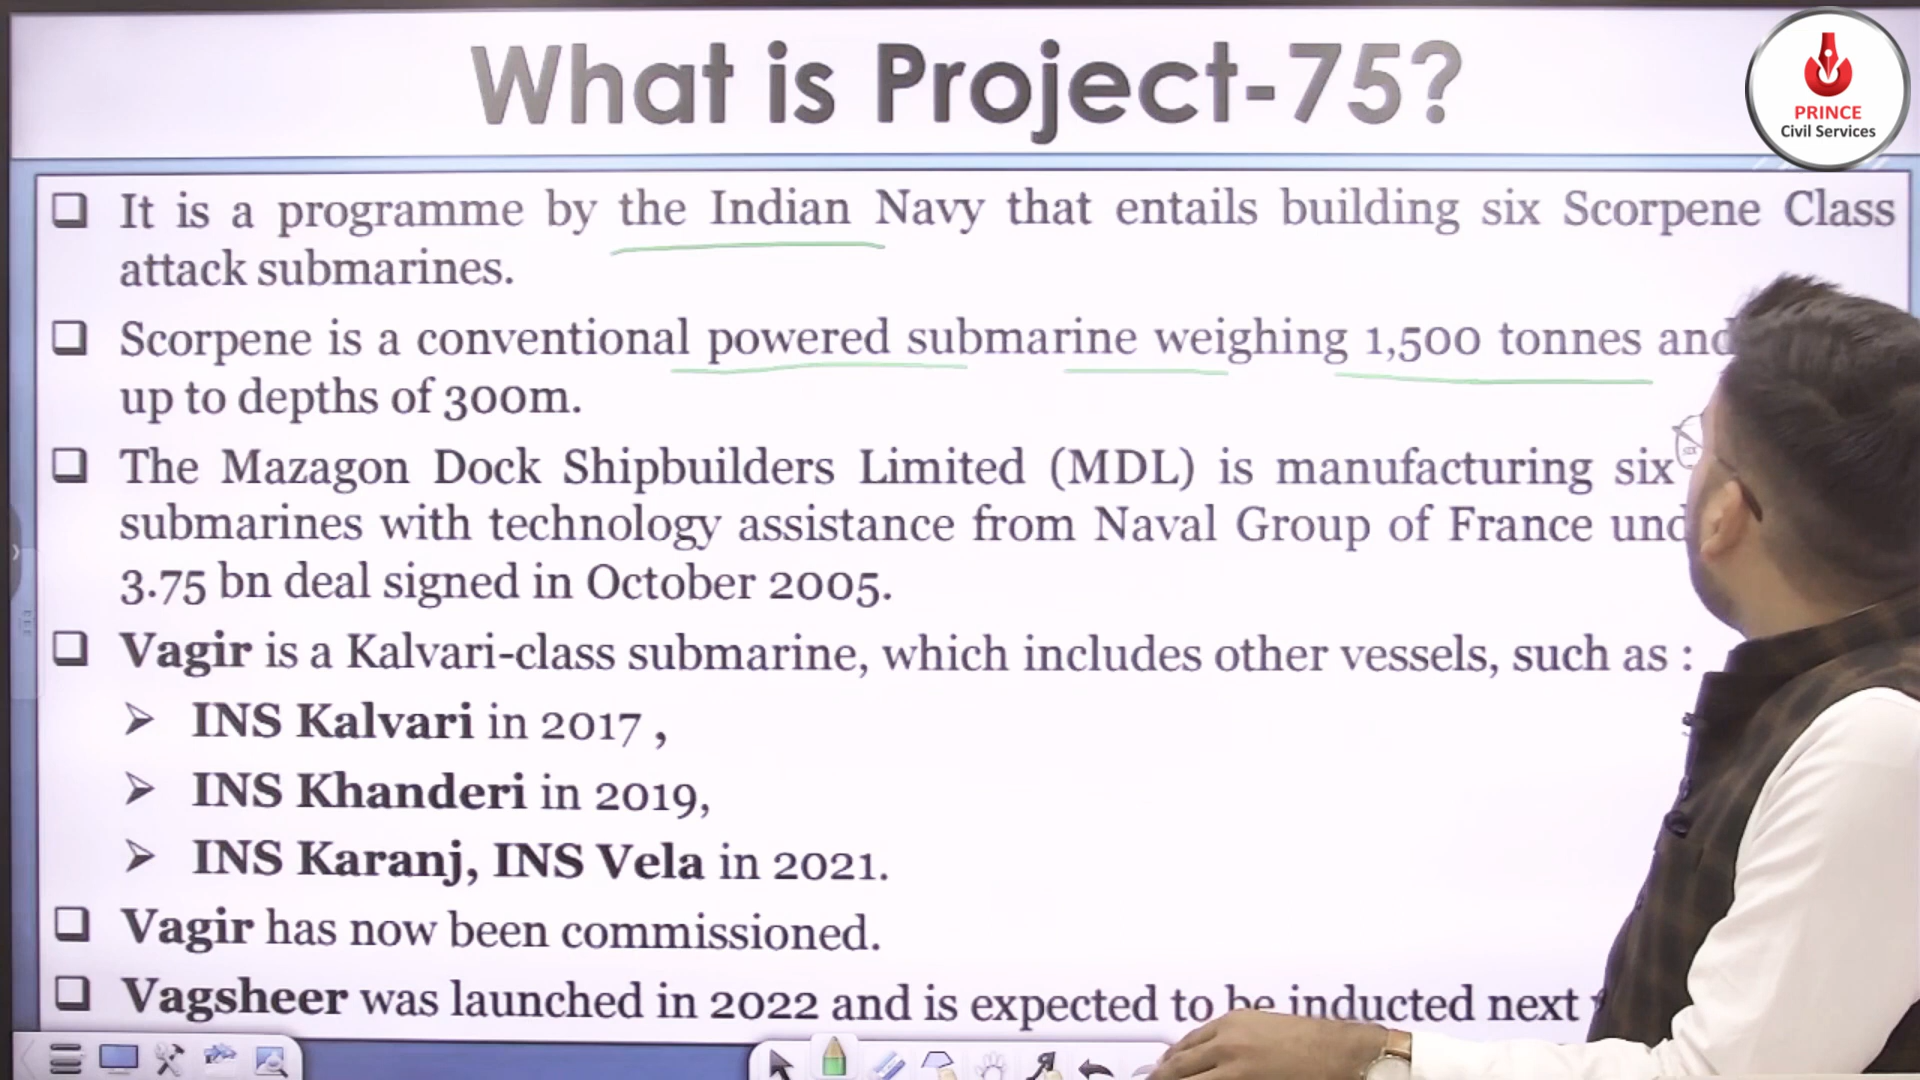 What is Project-75?
PRINCE
Civil Services
It is a programme by the Indian Navy that entails building six Scorpene Class
attack submarines.
Scorpene is a conventional powered submarine weighing 1,500 tonnes and
up to depths of 300m.
The Mazagon Dock Shipbuilders Limited (MDL) is manufacturing six
submarines with technology assistance from Naval Group of France
3.75 bn deal signed in October 2005.
Vagir is a Kalvari-class submarine, which includes other vessels, such as :
INS Kalvari in 2017 ,
INS Khanderi in 2019,
INS Karanj, INS Vela in 2021.
Vagir has now been commissioned.
Vagsheer was launched in 2022 and is expected to be inducted next